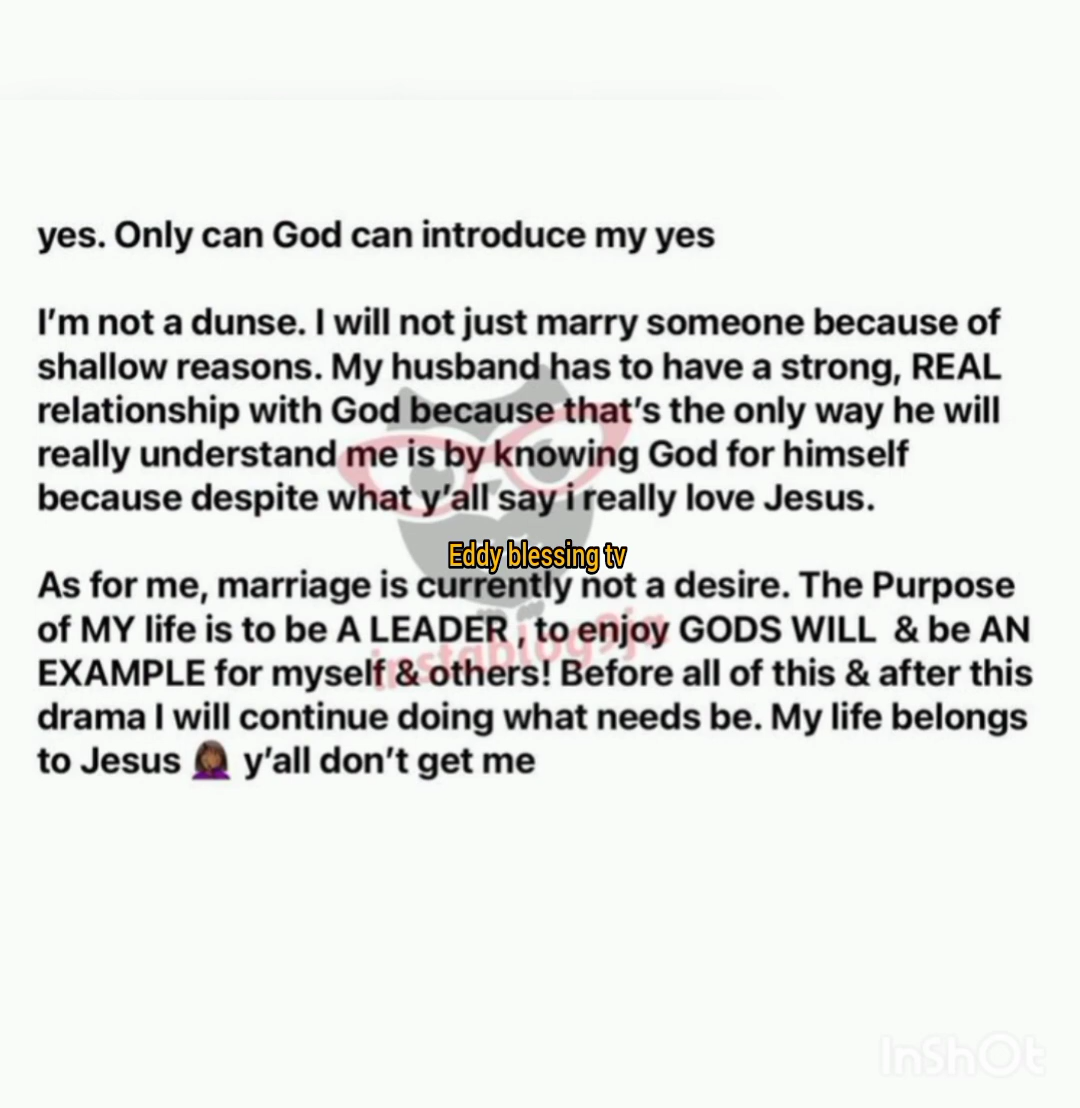 yes. Only can God can introduce my yes
I’m not a dunse. I will not just marry someone because of
shallow reasons. My husband has to have a strong, REAL
relationship with God because that’s the only way he will
really understand me is by knowing God for himself
because despite what y’all say i really love Jesus.
Eddy blessing tv
As for me, marriage is currently not a desire. The Purpose
of MY life is to be A LEADER , to enjoy GODS WILL & be AN
instablog9ja
EXAMPLE for myself & others! Before all of this & after this
drama I will continue doing what needs be. My life belongs
to Jesus 🤦🏾‍♀️ y’all don’t get me
InShOt